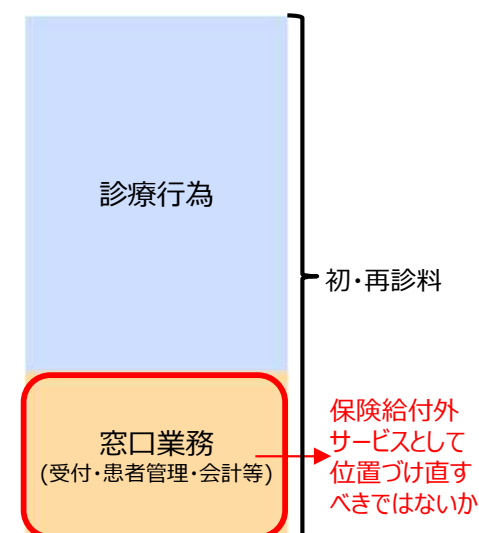 診療行為
初・再診料
窓口業務
(受付・患者管理・会計等)
保険給付外
サービスとして
位置づけ直す
べきではないか